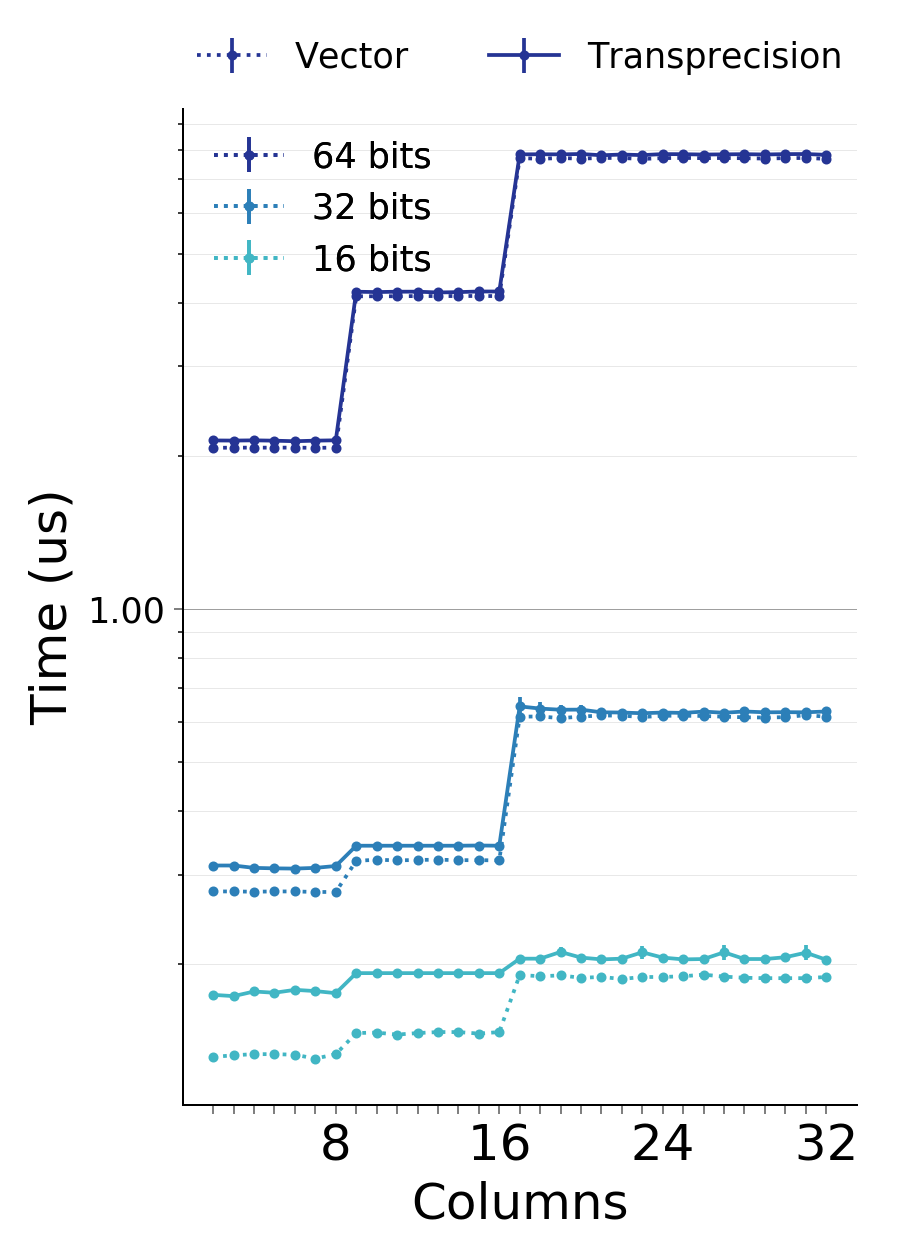 Vector Transprecision
64 bits
32 bits
16 bits
Time (us)
1.00
8 16 24 32
Columns